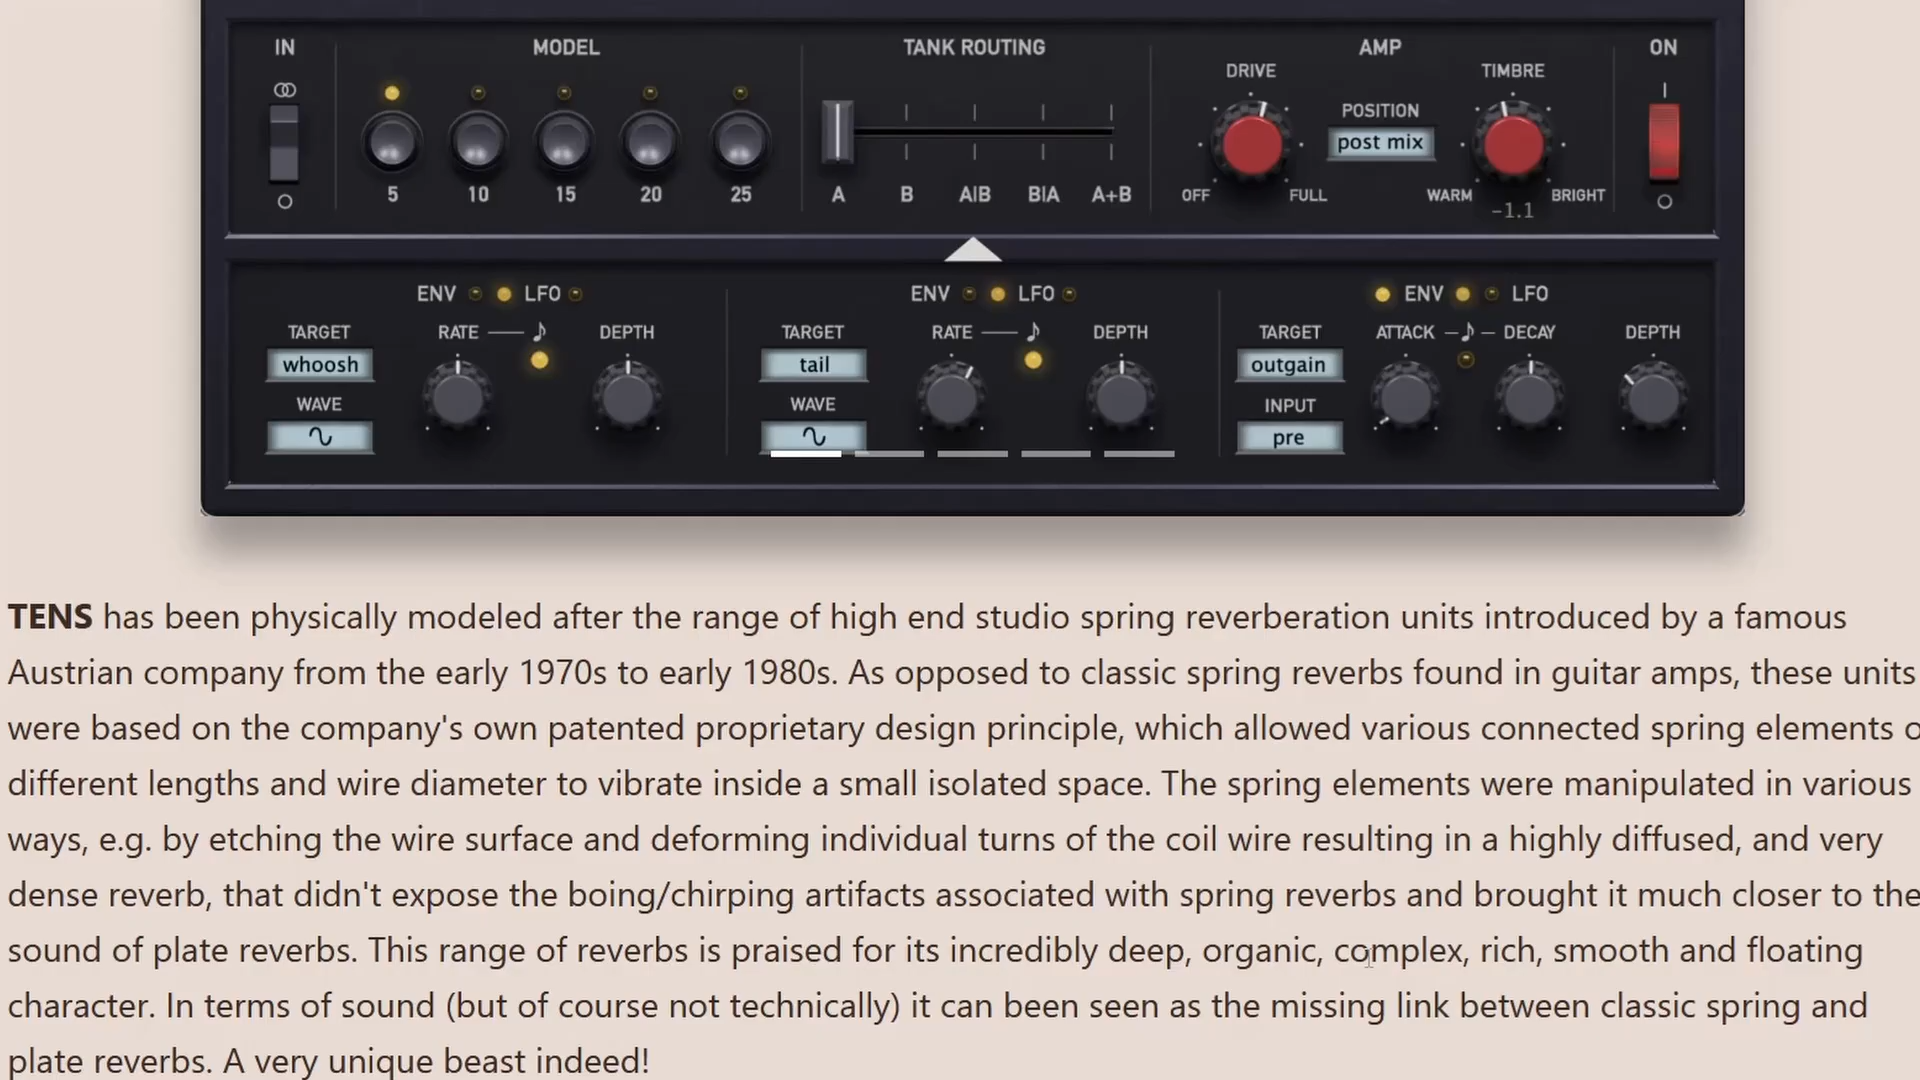 IN MODEL TANK ROUTING AMP ON
DRIVE TIMBRE
POSITION
post mix
5 10 15 20 25 A B A|B B|A A+B OFF FULL WARM BRIGHT
-1.1
ENV LFO ENV LFO ENV LFO
TARGET RATE DEPTH TARGET RATE DEPTH TARGET ATTACK DECAY DEPTH
whoosh tail outgain
WAVE WAVE INPUT
pre
TENS has been physically modeled after the range of high end studio spring reverberation units introduced by a famous
Austrian company from the early 1970s to early 1980s. As opposed to classic spring reverbs found in guitar amps, these units
were based on the company's own patented proprietary design principle, which allowed various connected spring elements
different lengths and wire diameter to vibrate inside a small isolated space. The spring elements were manipulated in various
ways, e.g. by etching the wire surface and deforming individual turns of the coil wire resulting in a highly diffused, and very
dense reverb, that didn't expose the boing/chirping artifacts associated with spring reverbs and brought it much closer to the
sound of plate reverbs. This range of reverbs is praised for its incredibly deep, organic, complex, rich, smooth and floating
character. In terms of sound (but of course not technically) it can been seen as the missing link between classic spring and
plate reverbs. A very unique beast indeed!